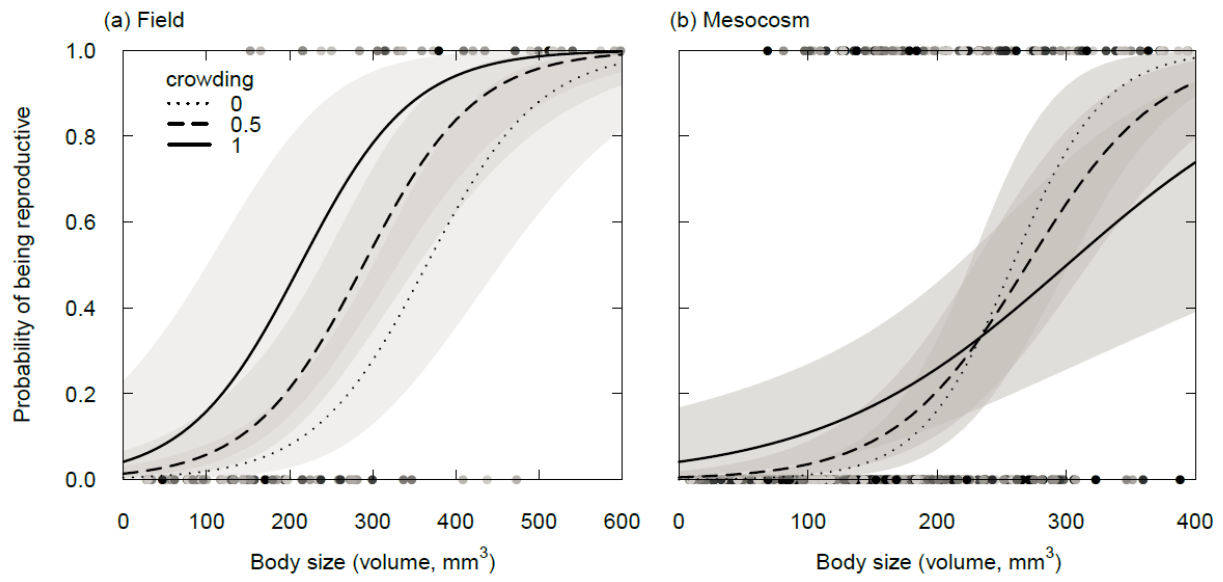 (a) Field
(b) Mesocosm
Probability of being reproductive
1.0
0.8
0.6
0.4
0.2
0.0
crowding
0
0.5
1
0 100 200 300 400 500 600
0 100 200 300 400
Body size (volume, mm³)
Body size (volume, mm³)